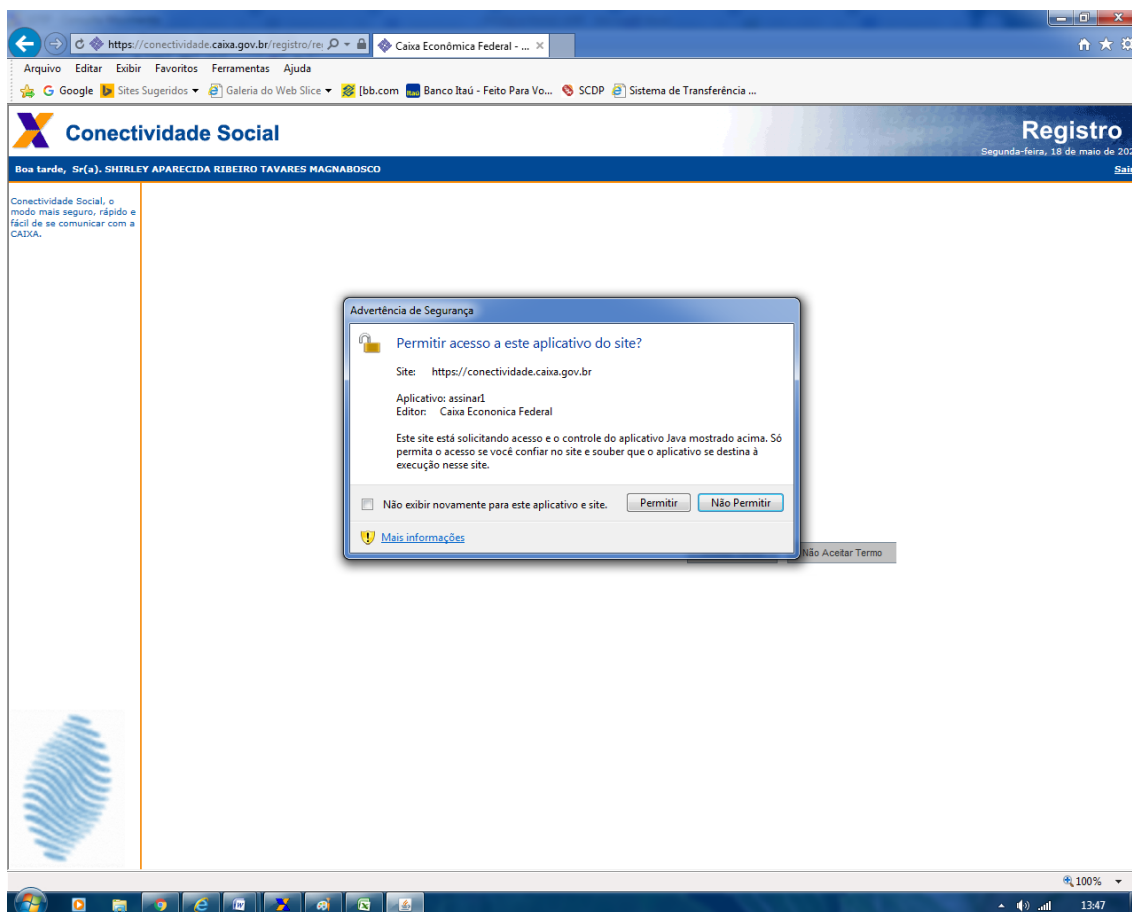 https://conectividade.caixa.gov.br/registro/re
Caixa Econômica Federal - ...
Arquivo Editar Exibir Favoritos Ferramentas Ajuda
Google Sites Sugeridos Galeria do Web Slice [bb.com Banco Itaú - Feito Para Vo... SCDP Sistema de Transferência ...
Conectividade Social
Registro
Segunda-feira, 18 de maio de 202
Boa tarde, Sr(a). SHIRLEY APARECIDA RIBEIRO TAVARES MAGNABOSCO
Sair
Conectividade Social, o
modo mais seguro, rápido e
fácil de se comunicar com a
CAIXA.
Advertência de Segurança
Permitir acesso a este aplicativo do site?
Site: https://conectividade.caixa.gov.br
Aplicativo: assinar1
Editor: Caixa Economica Federal
Este site está solicitando acesso e o controle do aplicativo Java mostrado acima. Só
permita o acesso se você confiar no site e souber que o aplicativo se destina à
execução nesse site.
Não exibir novamente para este aplicativo e site.
Permitir
Não Permitir
Mais informações
Não Aceitar Termo
100%
13:47